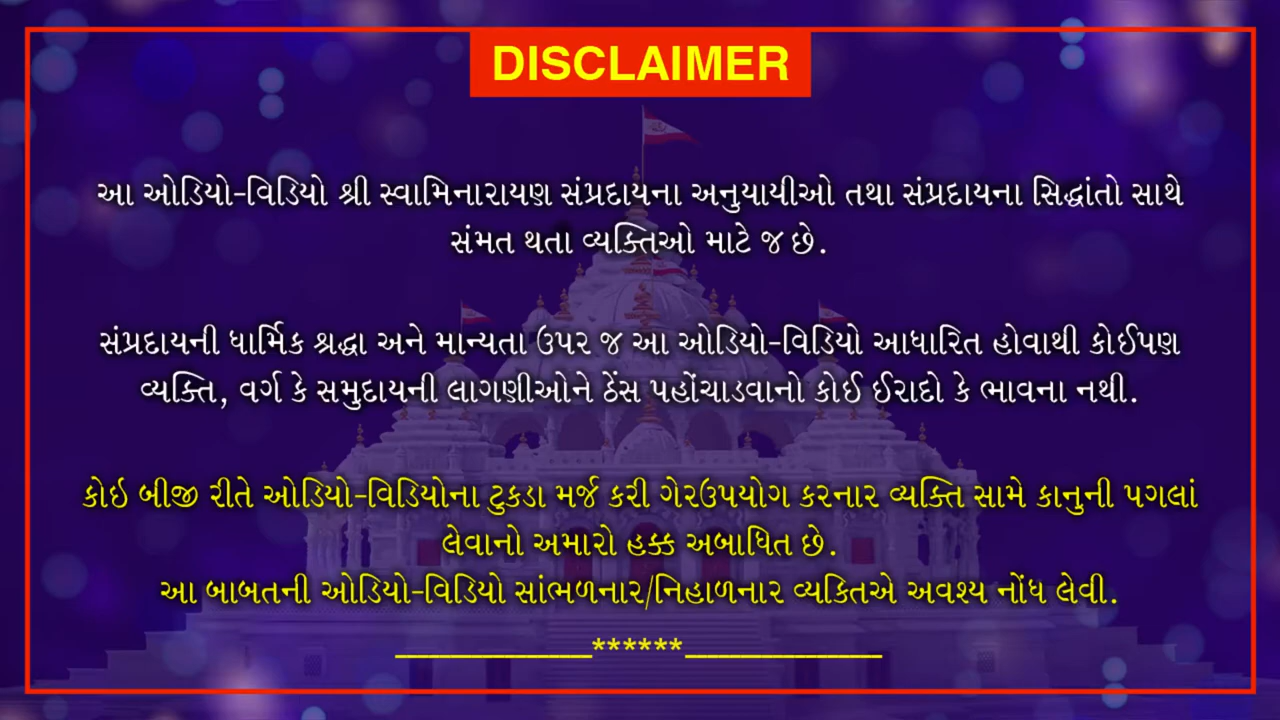 DISCLAIMER
આ ઓડિયો-વિડિયો શ્રી સ્વામિનારાયણ સંપ્રદાયના અનુયાયીઓ તથા સંપ્રદાયના સિદ્ધાંતો સાથે
સંમત થતા વ્યક્તિઓ માટે જ છે.
સંપ્રદાયની ધાર્મિક શ્રદ્ધા અને માન્યતા ઉપર જ આ ઓડિયો-વિડિયો આધારિત હોવાથી કોઈપણ
વ્યક્તિ, વર્ગ કે સમુદાયની લાગણીઓને ઠેંસ પહોંચાડવાનો કોઈ ઈરાદો કે ભાવના નથી.
કોઇ બીજી રીતે ઓડિયો-વિડિયોના ટુકડા મર્જ કરી ગેરઉપયોગ કરનાર વ્યક્તિ સામે કાનુની પગલાં
લેવાનો અમારો હક્ક અબાધિત છે.
આ બાબતની ઓડિયો-વિડિયો સાંભળનાર/નિહાળનાર વ્યકિતએ અવશ્ય નોંધ લેવી.
________________******________________